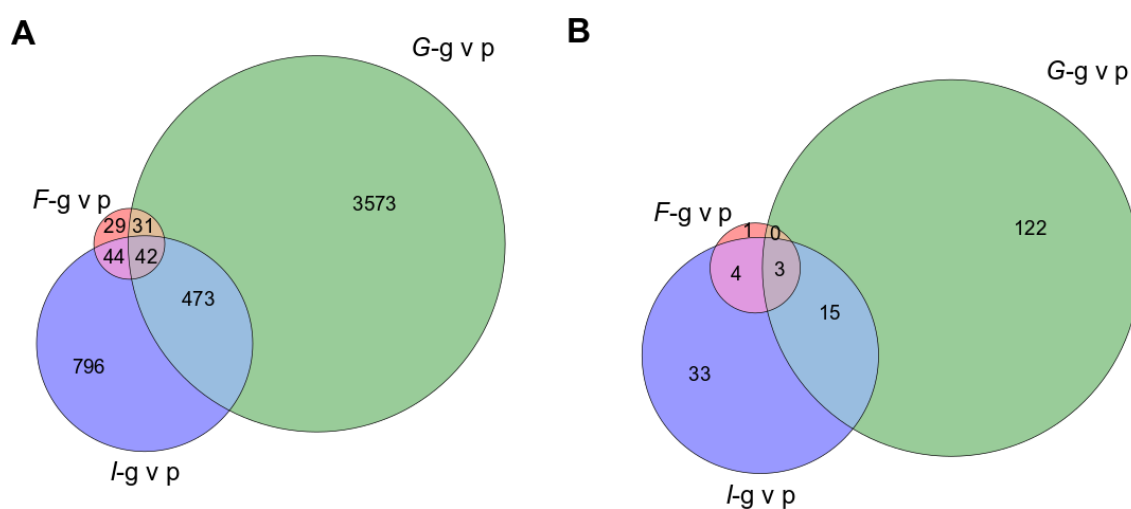 A
G-g v p
F-g v p
29 31
3573
44 42
473
796
I-g v p
B
G-g v p
F-g v p
1 0
122
4 3
15
33
I-g v p